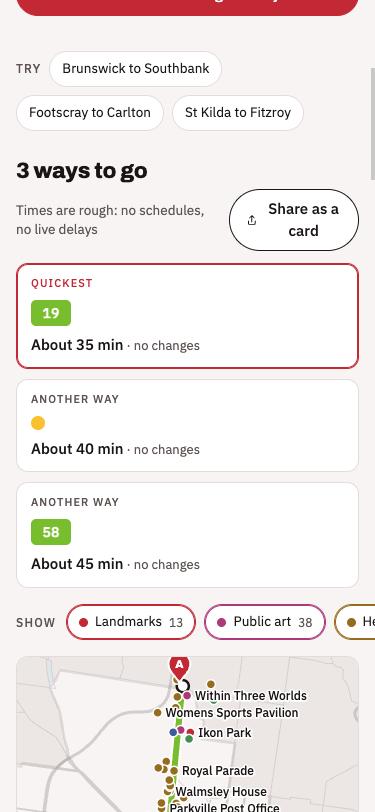 TRY
Brunswick to Southbank
Footscray to Carlton
St Kilda to Fitzroy
3 ways to go
Times are rough: no schedules,
no live delays
Share as a
card
QUICKEST
19
About 35 min · no changes
ANOTHER WAY
About 40 min · no changes
ANOTHER WAY
58
About 45 min · no changes
SHOW
Landmarks 13
Public art 38
A
Within Three Worlds
Womens Sports Pavilion
Ikon Park
Royal Parade
Walmsley House
Parkville Post Office